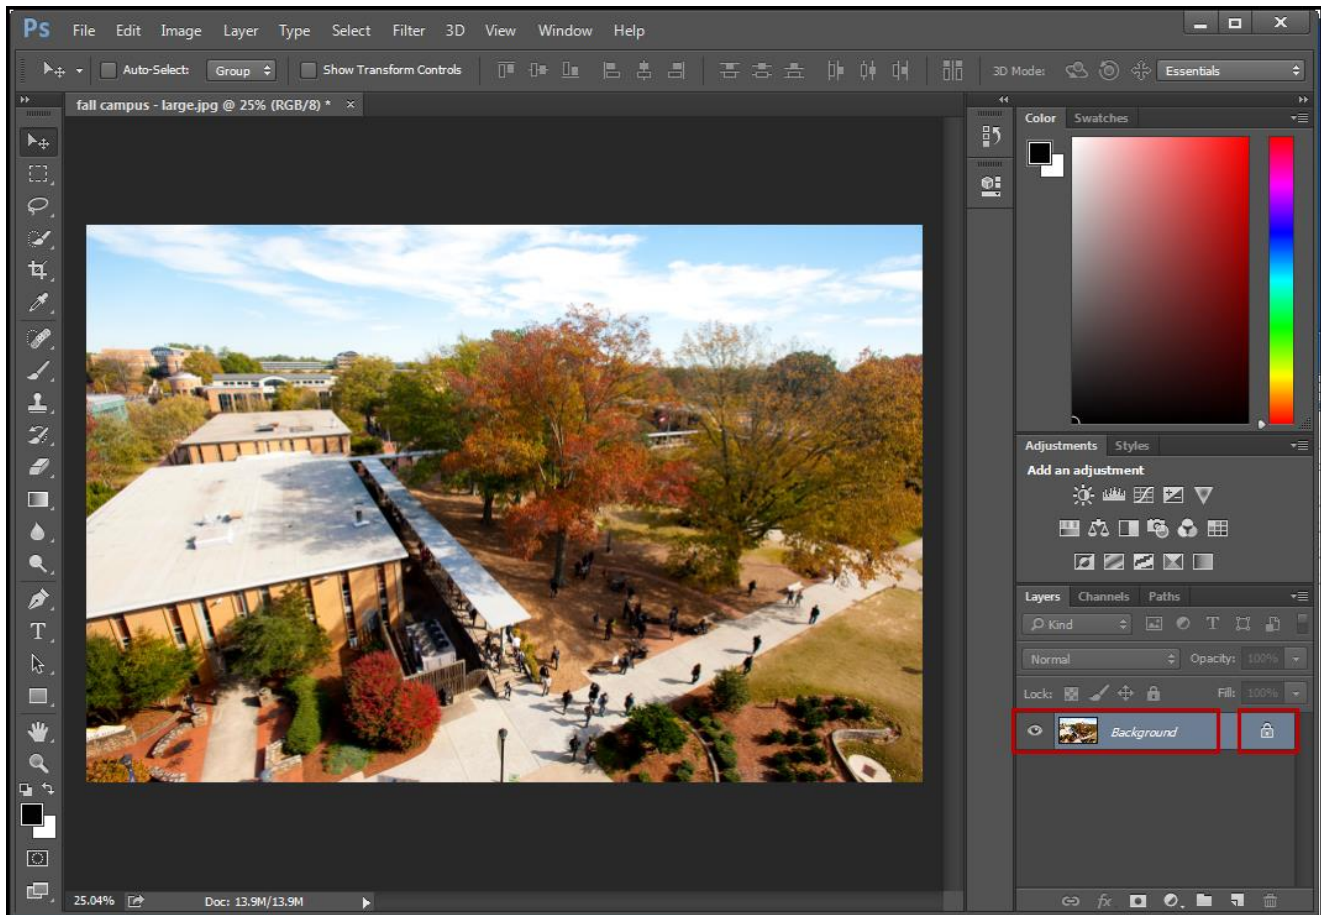 Ps File Edit Image Layer Type Select Filter 3D View Window Help
Auto-Select: Group Show Transform Controls 3D Mode: Essentials
fall campus - large.jpg @ 25% (RGB/8) * ×
Color Swatches
Adjustments Styles
Add an adjustment
Layers Channels Paths
Kind T
Normal Opacity: 100%
Lock: Fill: 100%
Background
T
25.04% Doc: 13.9M/13.9M fx